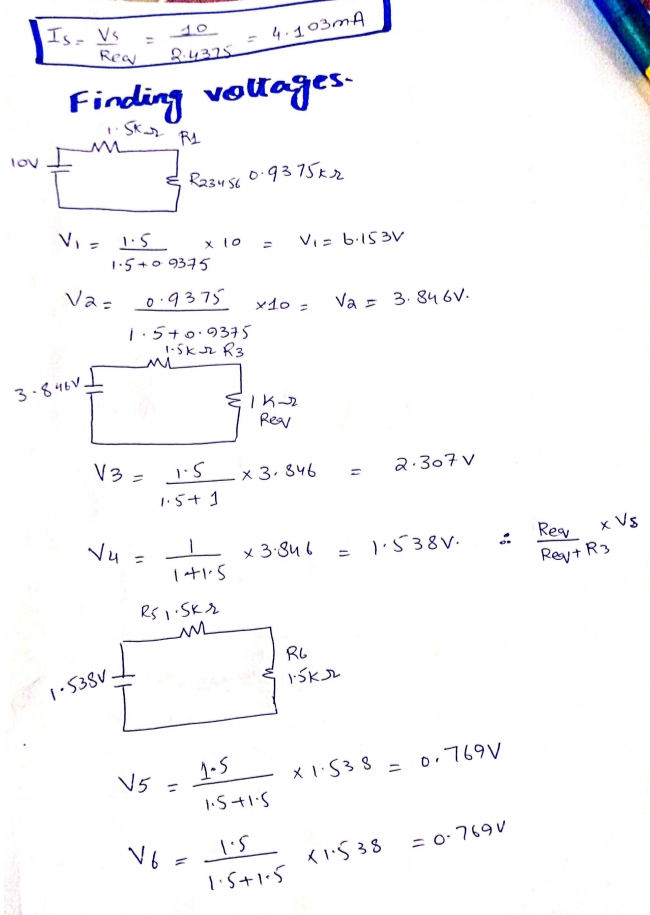 Is = Vs/Req = 10/2.4375 = 4.103mA
Finding voltages.
1.5KΩ R1
10V
R23456 0.9375KΩ
V1 = 1.5/1.5+0.9375 x 10 = V1 = 6.153V
V2 = 0.9375/1.5+0.9375 x10 = V2 = 3.846V.
1.5KΩ R3
3.846V
1KΩ
Req
V3 = 1.5/1.5+1 x 3.846 = 2.307V
V4 = 1/1+1.5 x 3.846 = 1.538V. ∴ Req/Req+R3 x Vs
R5 1.5KΩ
R6
1.538V 1.5KΩ
V5 = 1.5/1.5+1.5 x 1.538 = 0.769V
V6 = 1.5/1.5+1.5 x 1.538 = 0.769V